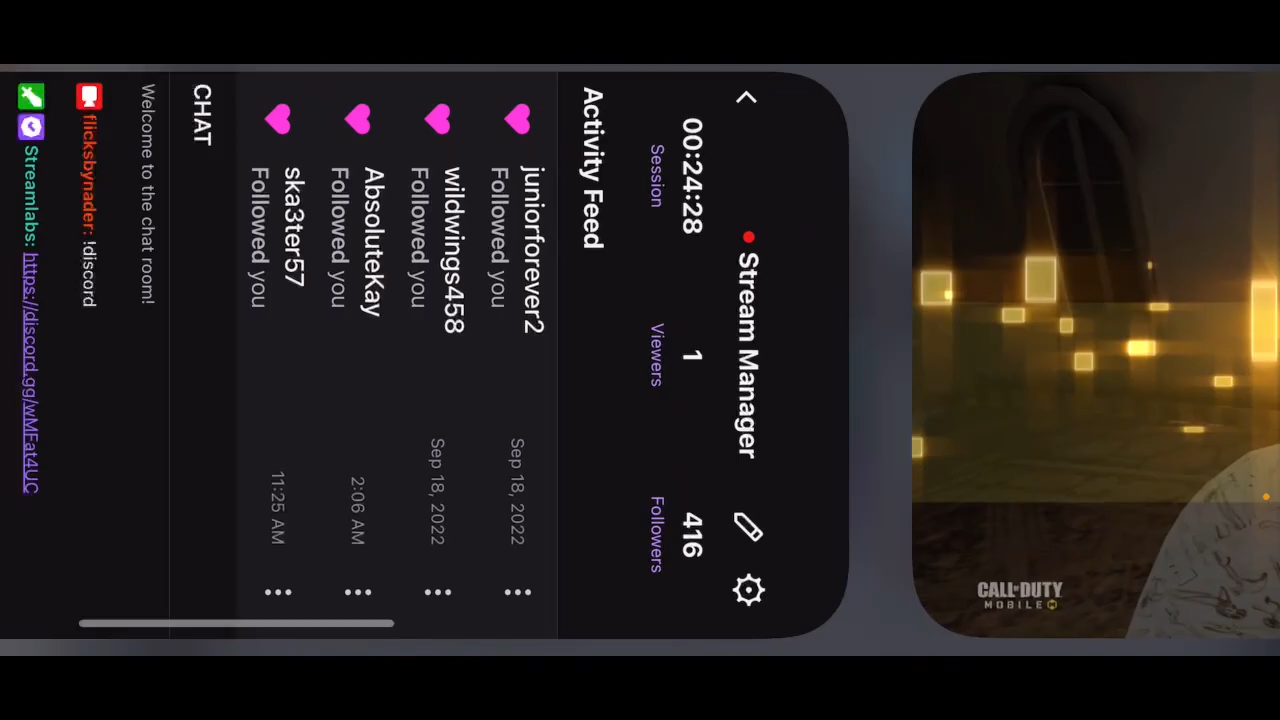 Stream Manager
00:24:28
Session
1
Viewers
416
Followers
Activity Feed
juniorforever2
Followed you
Sep 18, 2022
wildwings458
Followed you
Sep 18, 2022
AbsoluteKay
Followed you
2:06 AM
ska3ter57
Followed you
11:25 AM
CHAT
Welcome to the chat room!
flicksbynader: !discord
Streamlabs: https://discord.gg/wMFat4UC
CALL OF DUTY
MOBILE